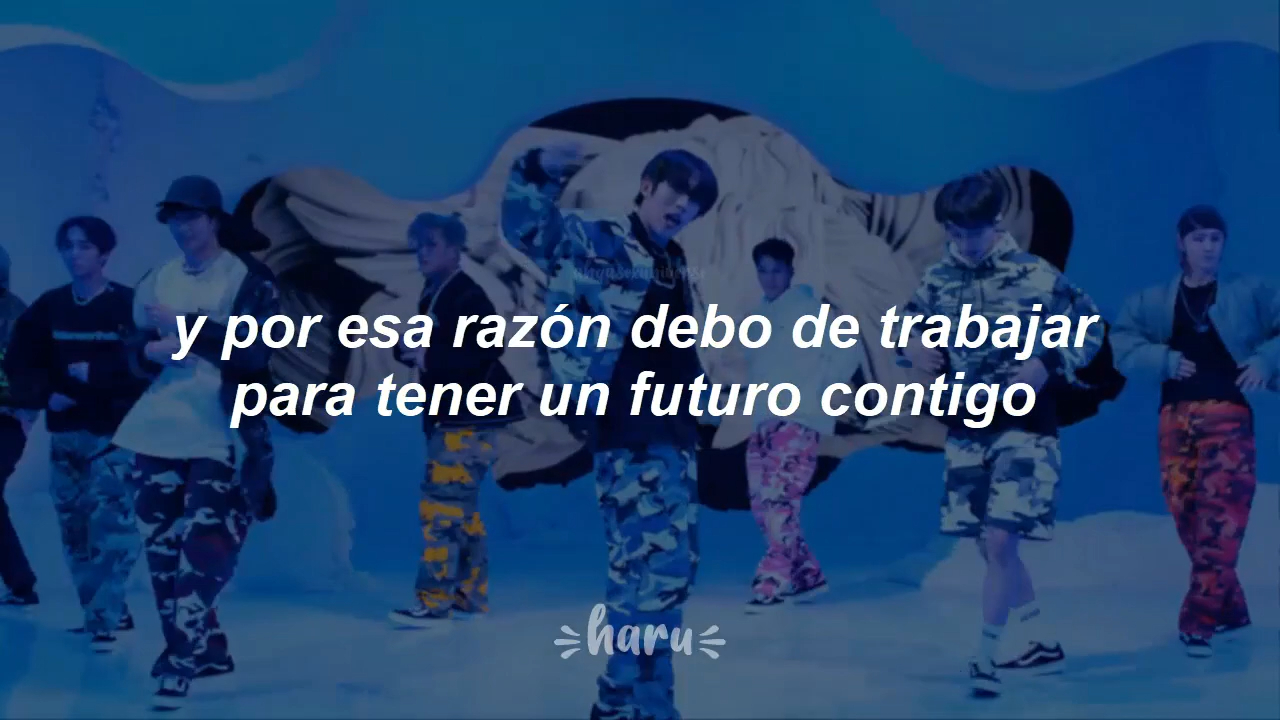 y por esa razón debo de trabajar
para tener un futuro contigo
haru